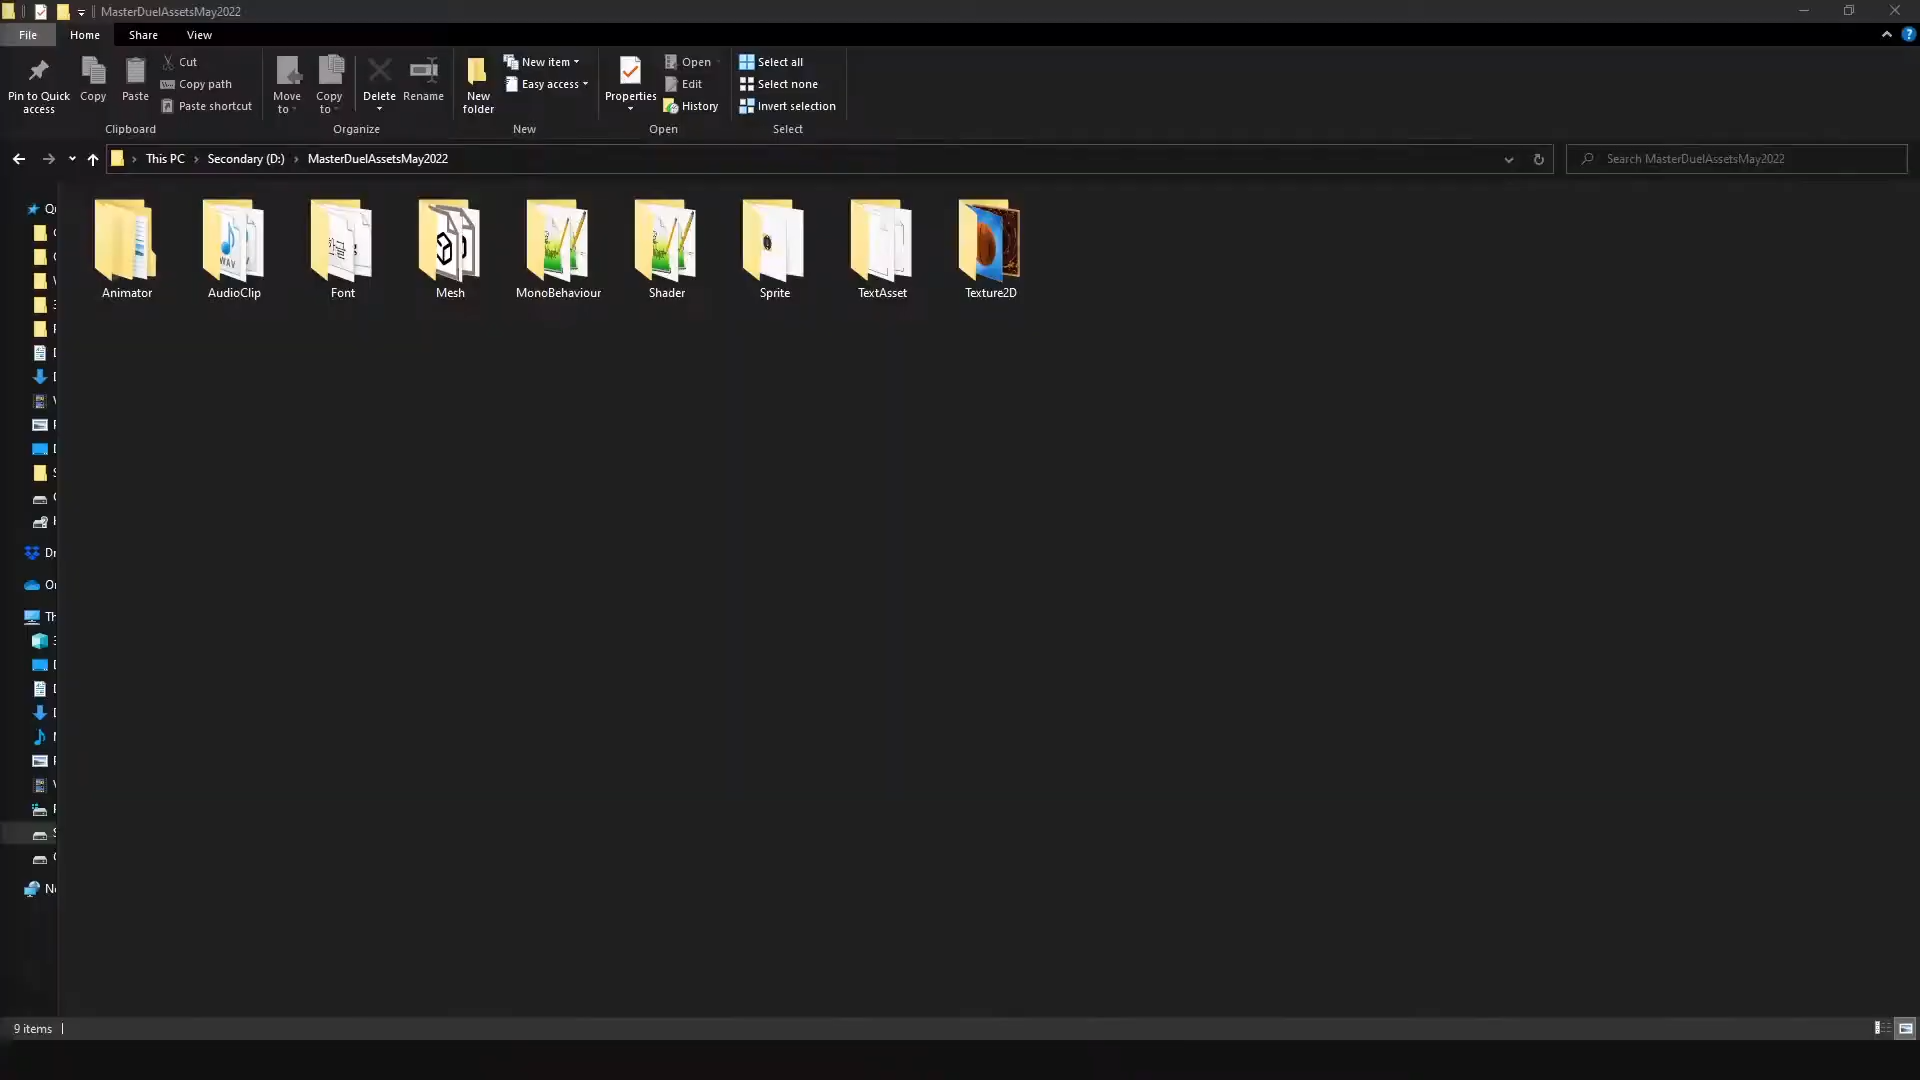 MasterDuelAssetsMay2022
File Home Share View
Pin to Quick access
Copy
Paste
Cut
Copy path
Paste shortcut
Clipboard
Move to
Copy to
Delete
Rename
Organize
New folder
New item
Easy access
New
Properties
Open
Edit
History
Open
Select all
Select none
Invert selection
Select
This PC Secondary (D:) MasterDuelAssetsMay2022
Search MasterDuelAssetsMay2022
Animator AudioClip Font Mesh MonoBehaviour Shader Sprite TextAsset Texture2D
WAV
9 items